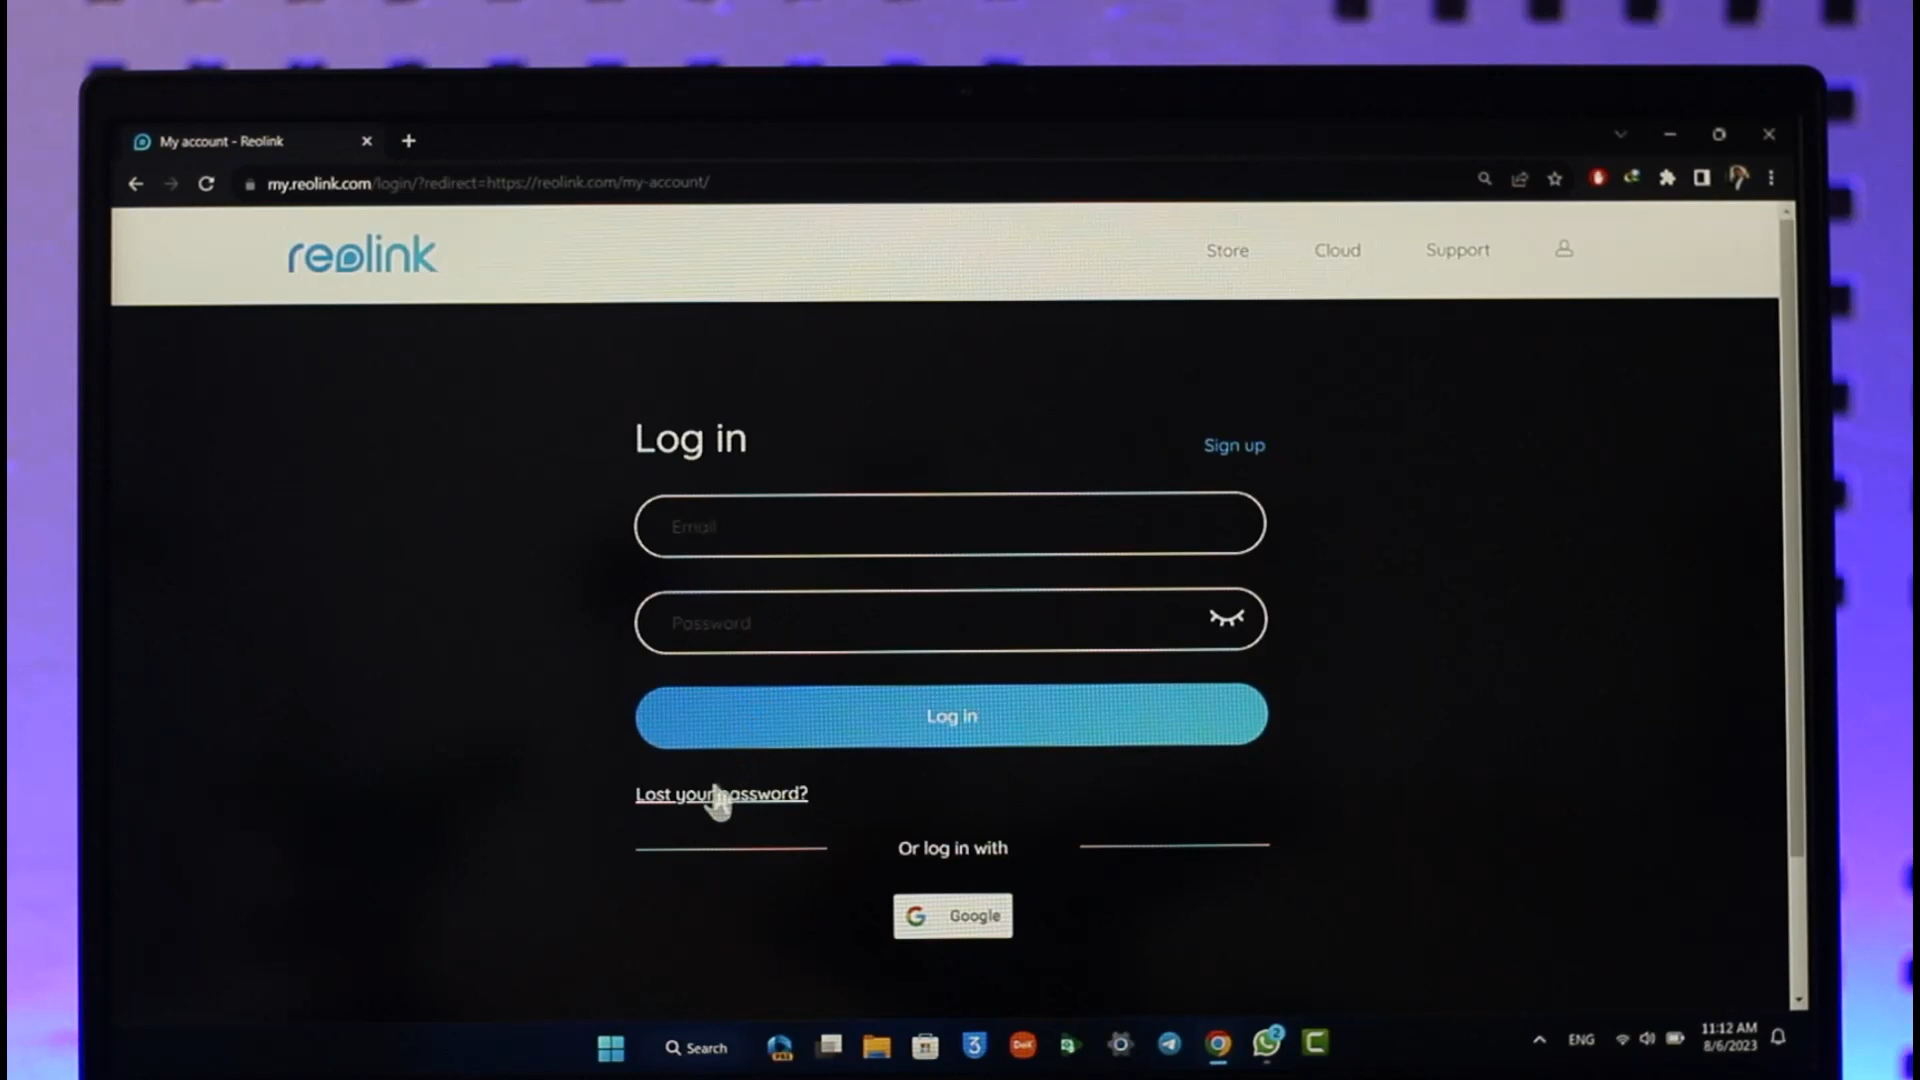 My account - Reolink
my.reolink.com/login/?redirect=https://reolink.com/my-account/
reolink
Store
Cloud
Support
Log in
Sign up
Email
Password
Log in
Lost your password?
Or log in with
Google
Search
3
2
ENG
11:12 AM
8/6/2023